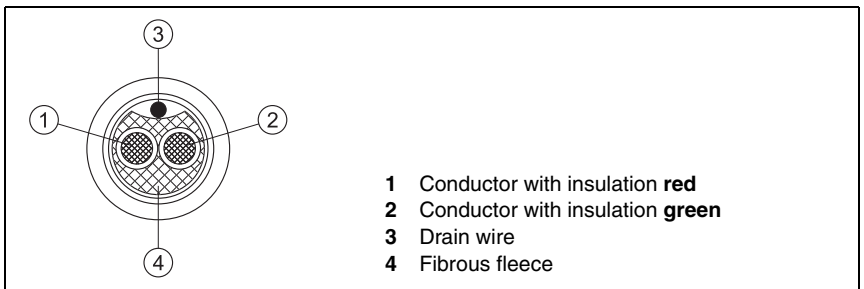 3
1
2
4
1 Conductor with insulation red
2 Conductor with insulation green
3 Drain wire
4 Fibrous fleece